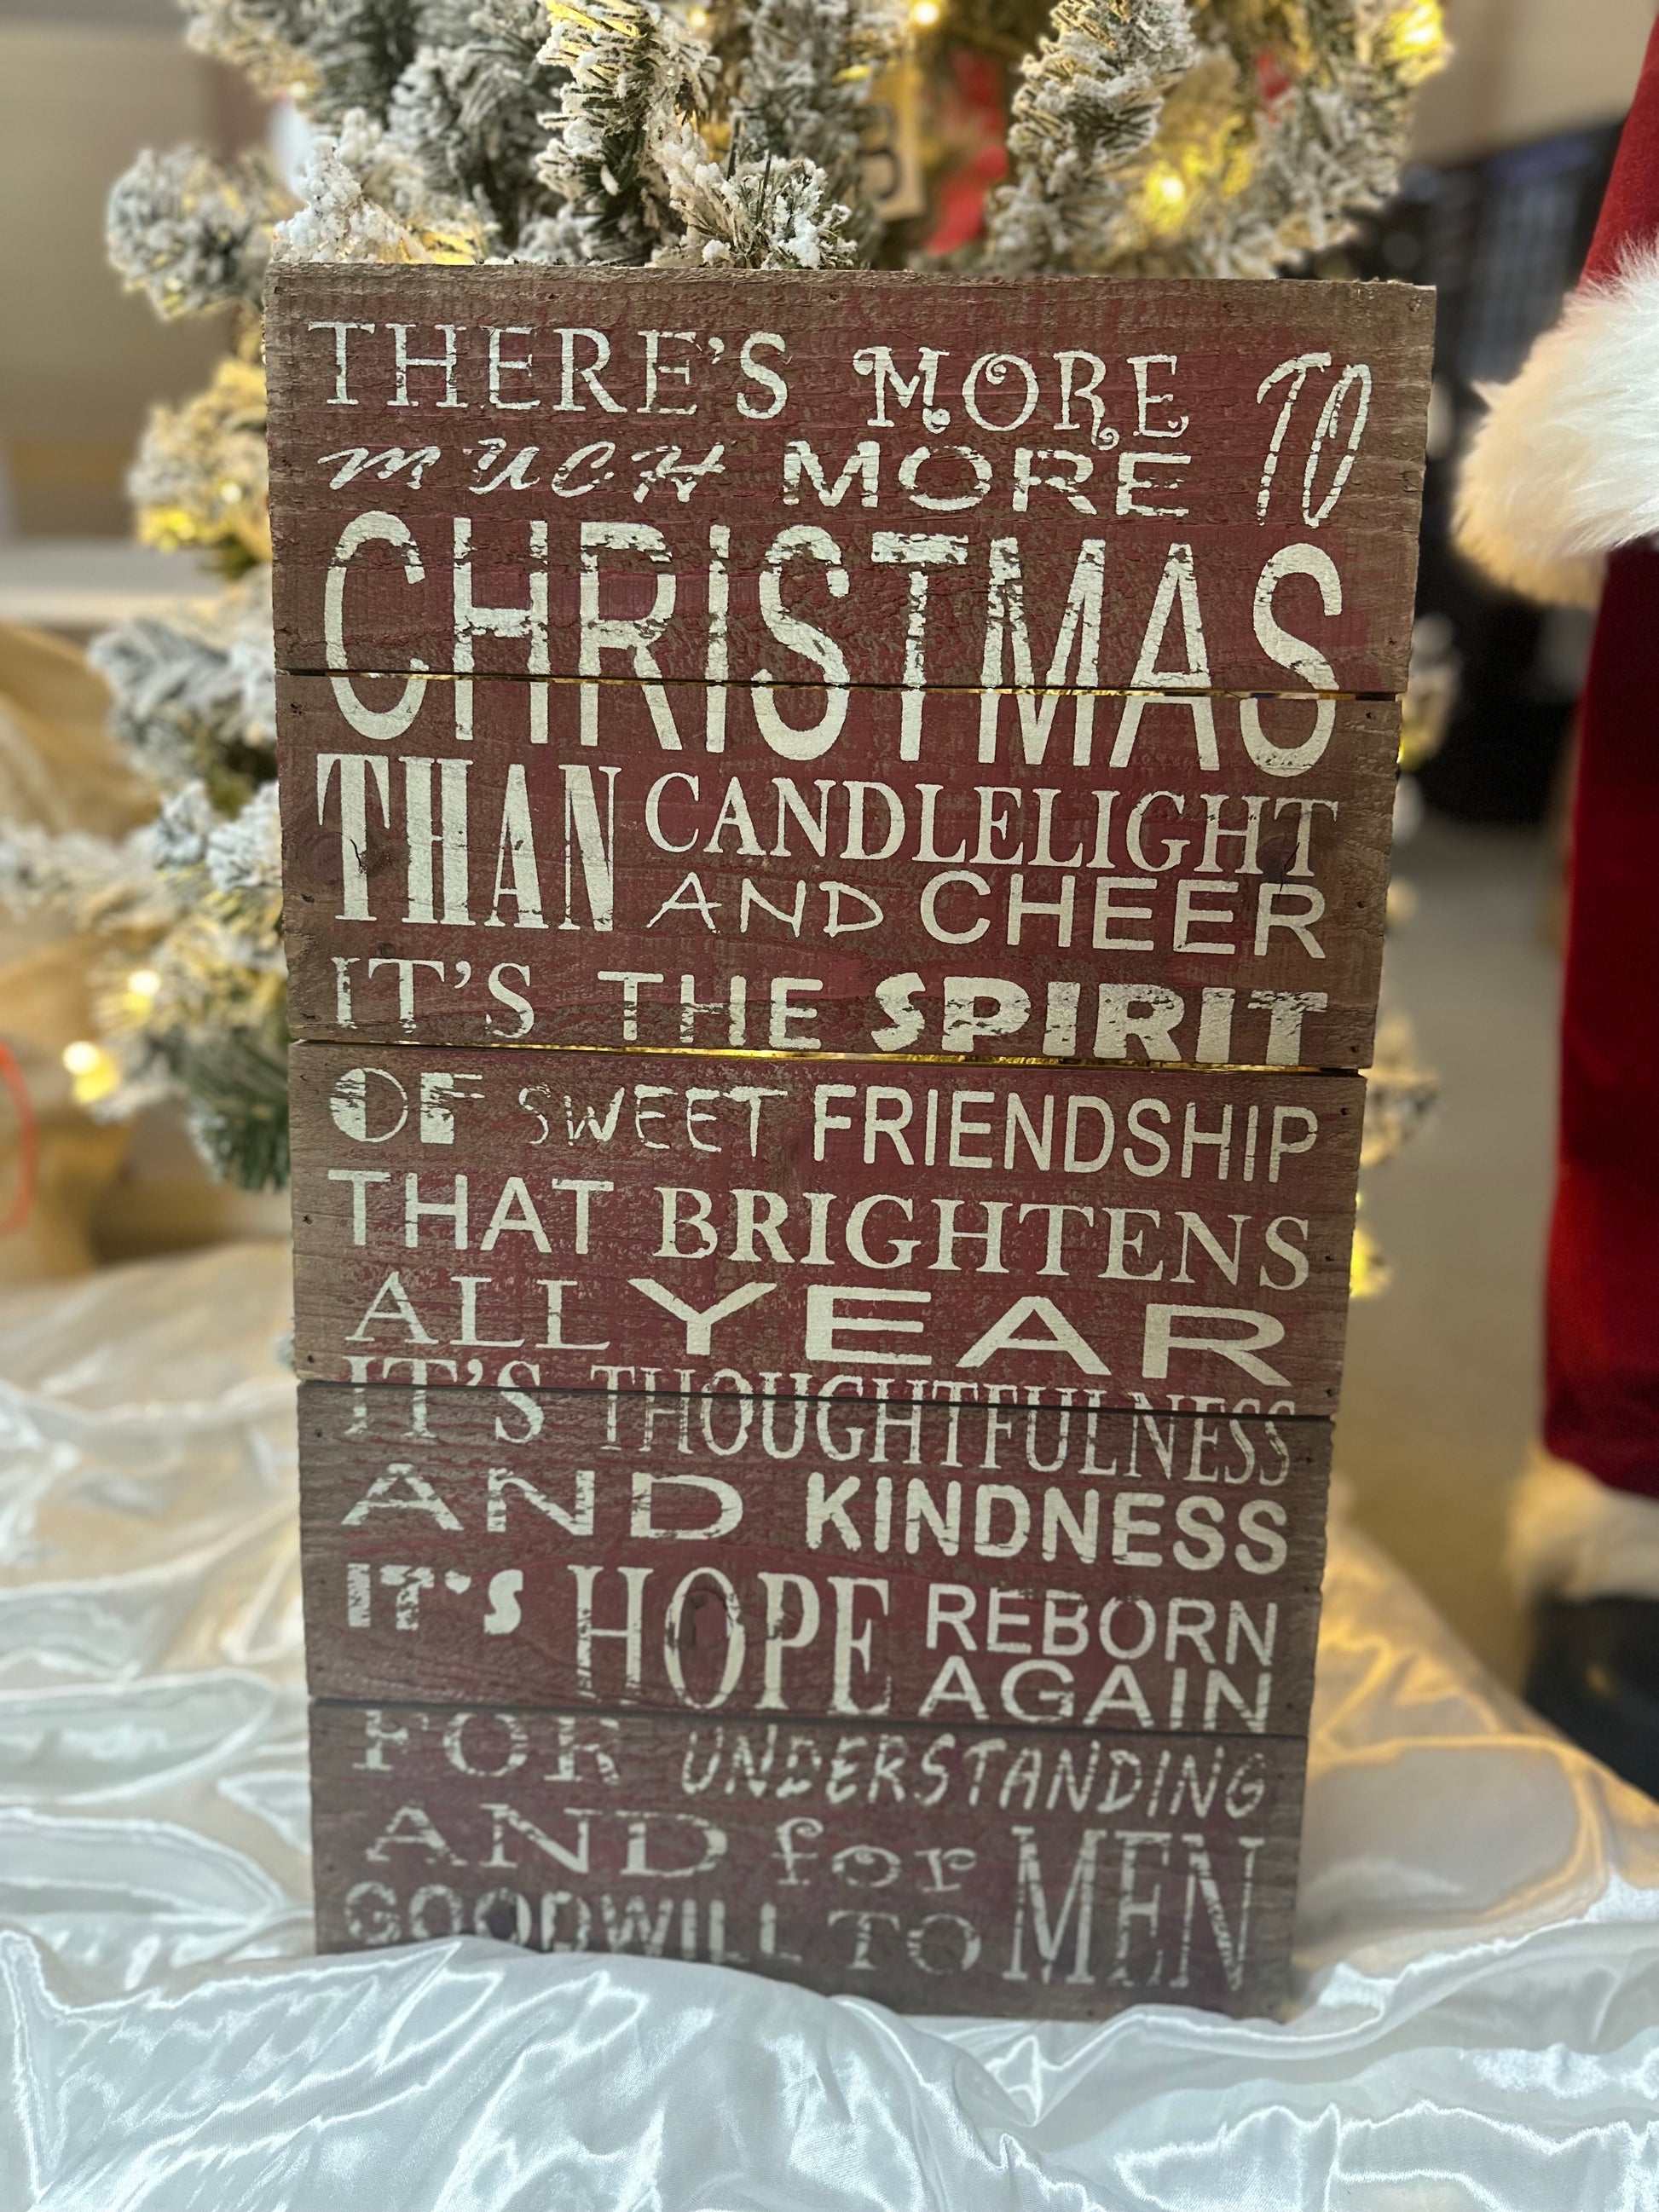 THERE'S MORE TO
MUCH MORE
CHRISTMAS
THAN CANDLELIGHT
AND CHEER
IT'S THE SPIRIT
OF SWEET FRIENDSHIP
THAT BRIGHTENS
ALL YEAR
IT'S THOUGHTFULNESS
AND KINDNESS
IT'S HOPE REBORN
AGAIN
FOR UNDERSTANDING
AND for MEN
GOODWILL TO